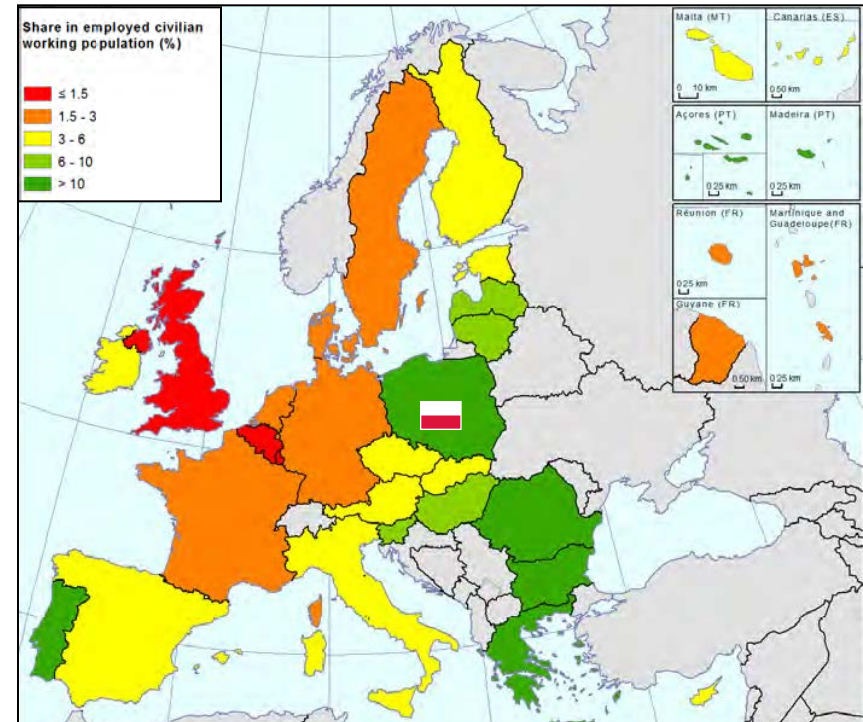 Share in employed civilian
working population (%)
≤ 1.5
1.5 - 3
3 - 6
6 - 10
> 10
Malta (MT)
0 10 km
Canarias (ES)
0 50 km
Açores (PT)
0 25 km
Madeira (PT)
0 25 km
Réunion (FR)
0 25 km
Martinique and
Guadeloupe(FR)
0 25 km
Guyane (FR)
0 50 km